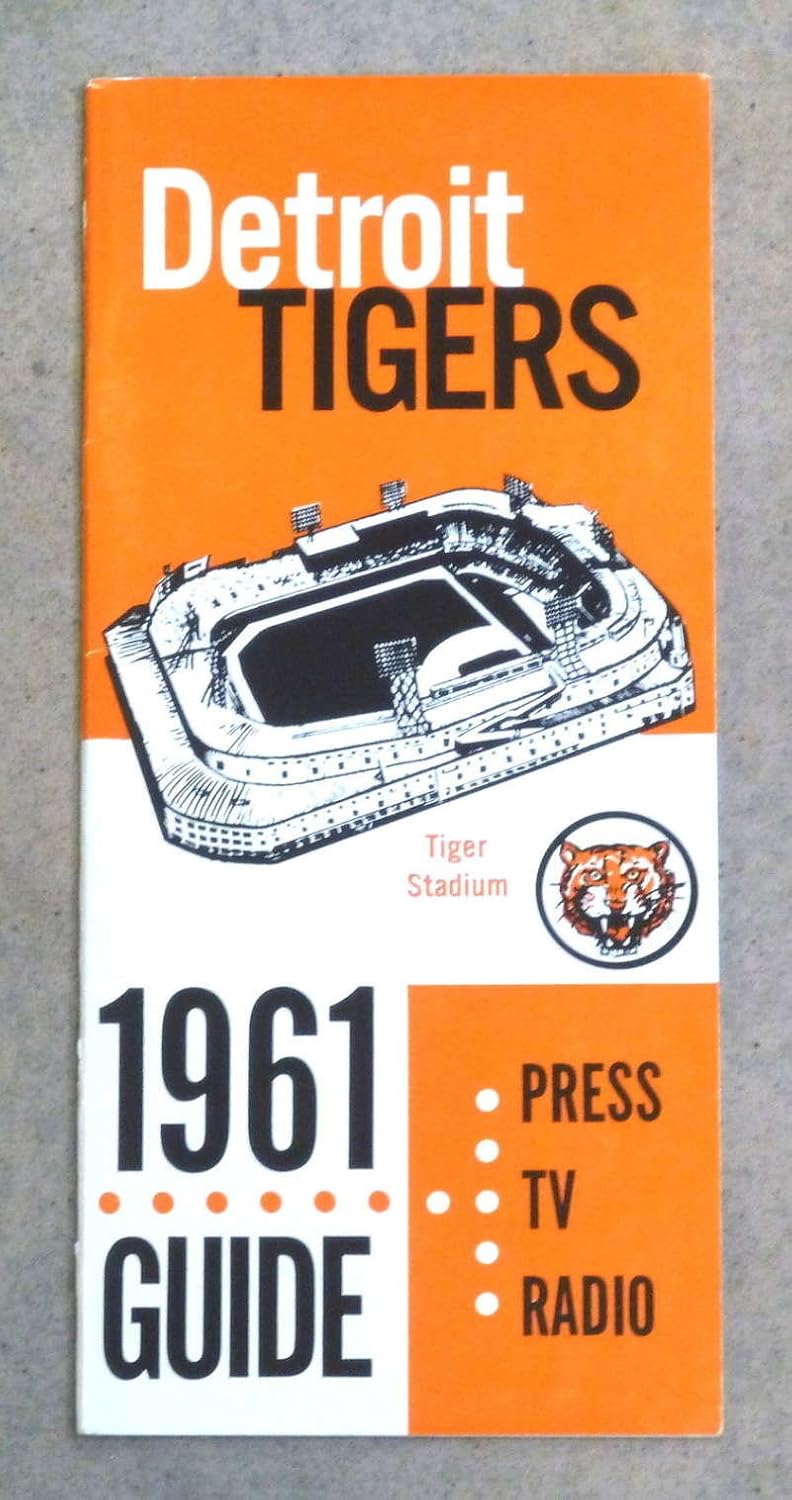 Detroit
TIGERS
Tiger
Stadium
1961
GUIDE
PRESS
TV
RADIO